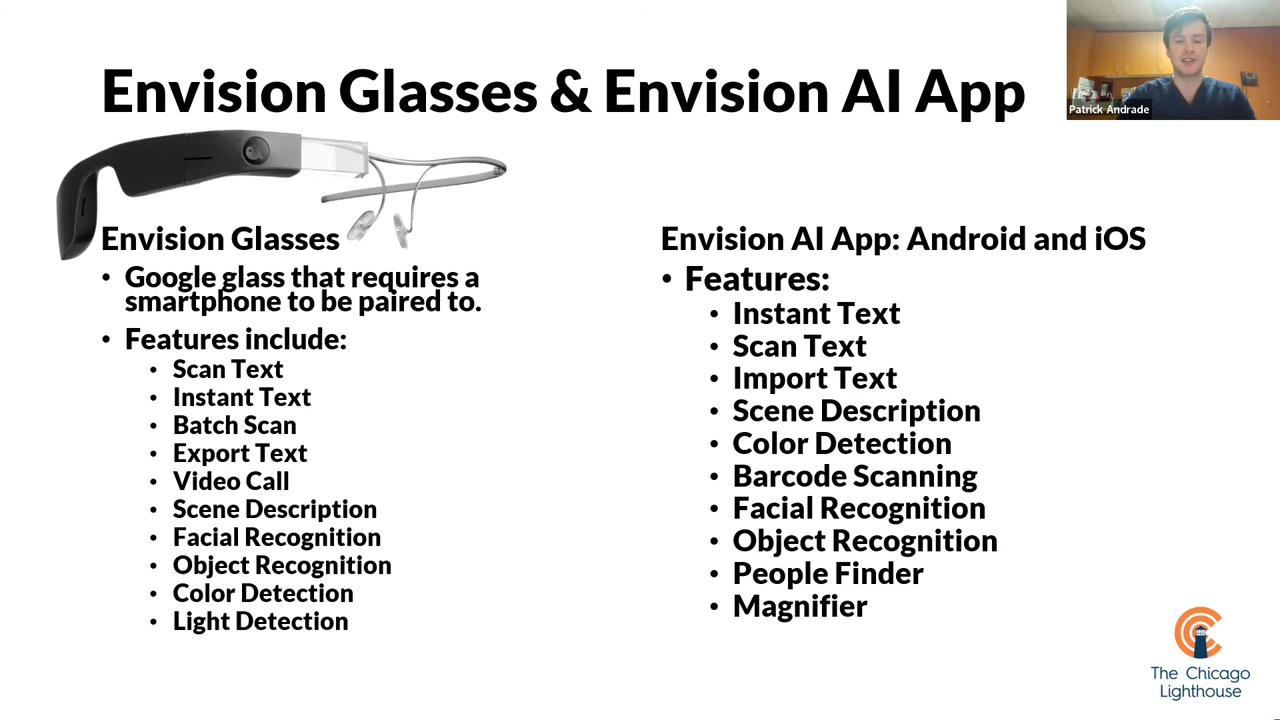 Envision Glasses & Envision AI App
Patrick Andrade
Envision Glasses
• Google glass that requires a
smartphone to be paired to.
• Features include:
• Scan Text
• Instant Text
• Batch Scan
• Export Text
• Video Call
• Scene Description
• Facial Recognition
• Object Recognition
• Color Detection
• Light Detection
Envision AI App: Android and iOS
• Features:
• Instant Text
• Scan Text
• Import Text
• Scene Description
• Color Detection
• Barcode Scanning
• Facial Recognition
• Object Recognition
• People Finder
• Magnifier
The Chicago
Lighthouse